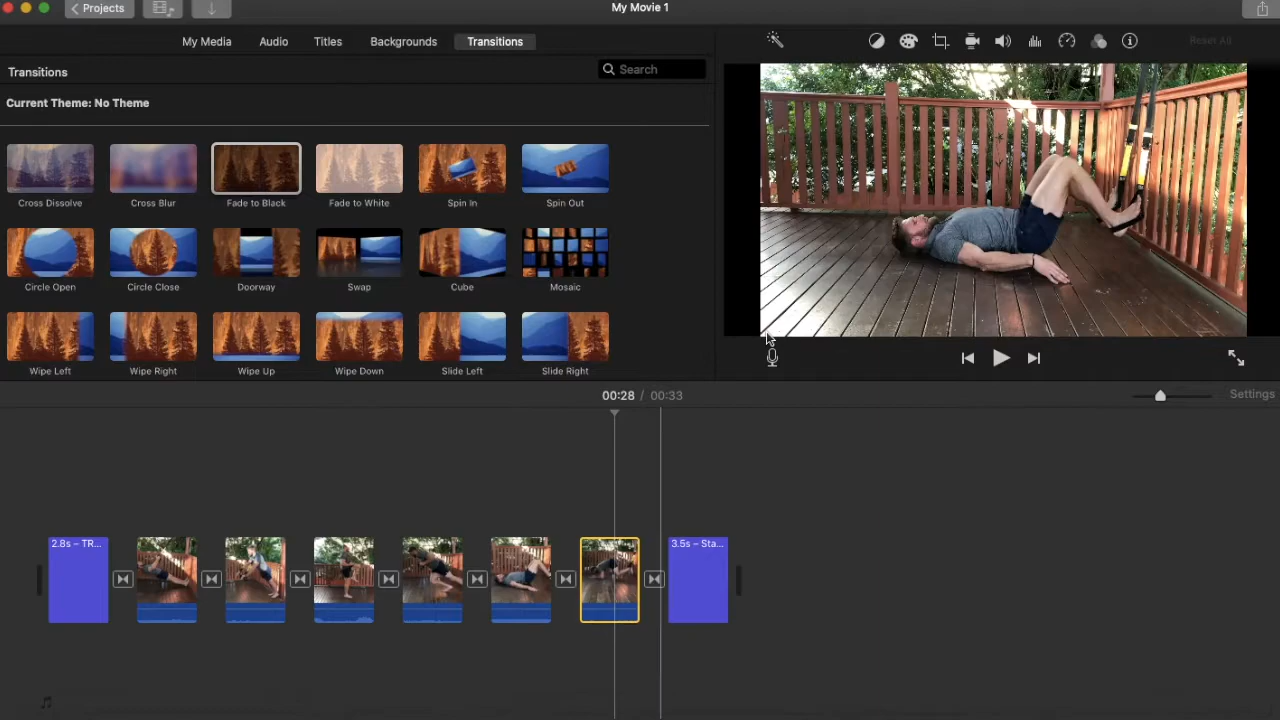 Projects
My Movie 1
My Media
Audio
Titles
Backgrounds
Transitions
Reset All
Transitions
Search
Current Theme: No Theme
Cross Dissolve
Cross Blur
Fade to Black
Fade to White
Spin In
Spin Out
Circle Open
Circle Close
Doorway
Swap
Cube
Mosaic
Wipe Left
Wipe Right
Wipe Up
Wipe Down
Slide Left
Slide Right
00:28 / 00:33
Settings
2.8s – TR...
3.5s – Sta...